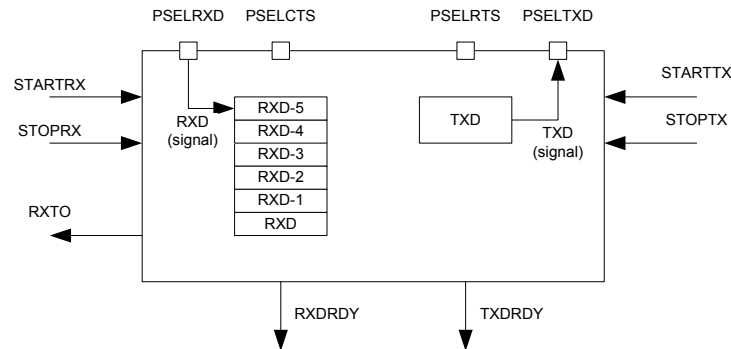 PSELRXD
PSELCTS
PSELRTS
PSELTXD
STARTRX
STOPRX
RXTO
RXD
(signal)
RXD-5
RXD-4
RXD-3
RXD-2
RXD-1
RXD
TXD
TXD
(signal)
STARTTX
STOPTX
RXDRDY
TXDRDY